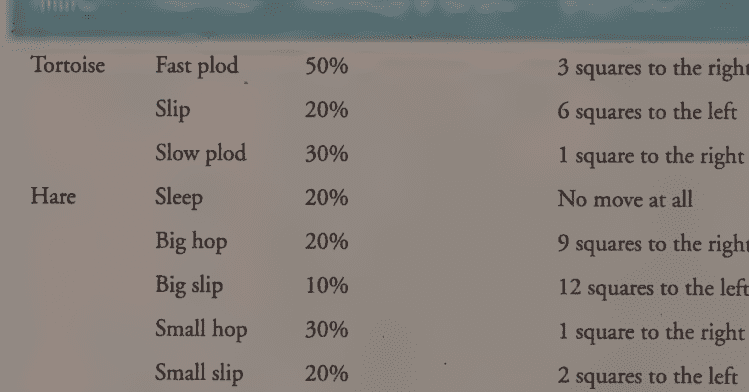 Tortoise Fast plod 50% 3 squares to the right
Slip 20% 6 squares to the left
Slow plod 30% 1 square to the right
Hare Sleep 20% No move at all
Big hop 20% 9 squares to the right
Big slip 10% 12 squares to the left
Small hop 30% 1 square to the right
Small slip 20% 2 squares to the left